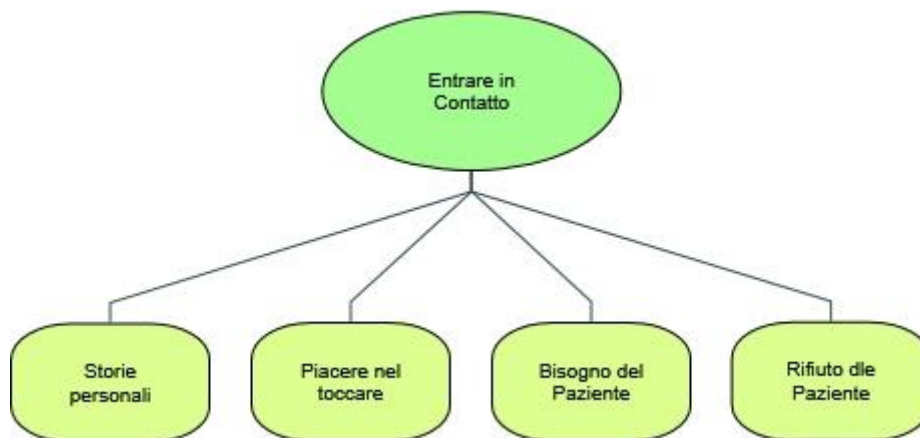 Entrare in
Contatto
Storie
personali
Piacere nel
toccare
Bisogno del
Paziente
Rifiuto dle
Paziente